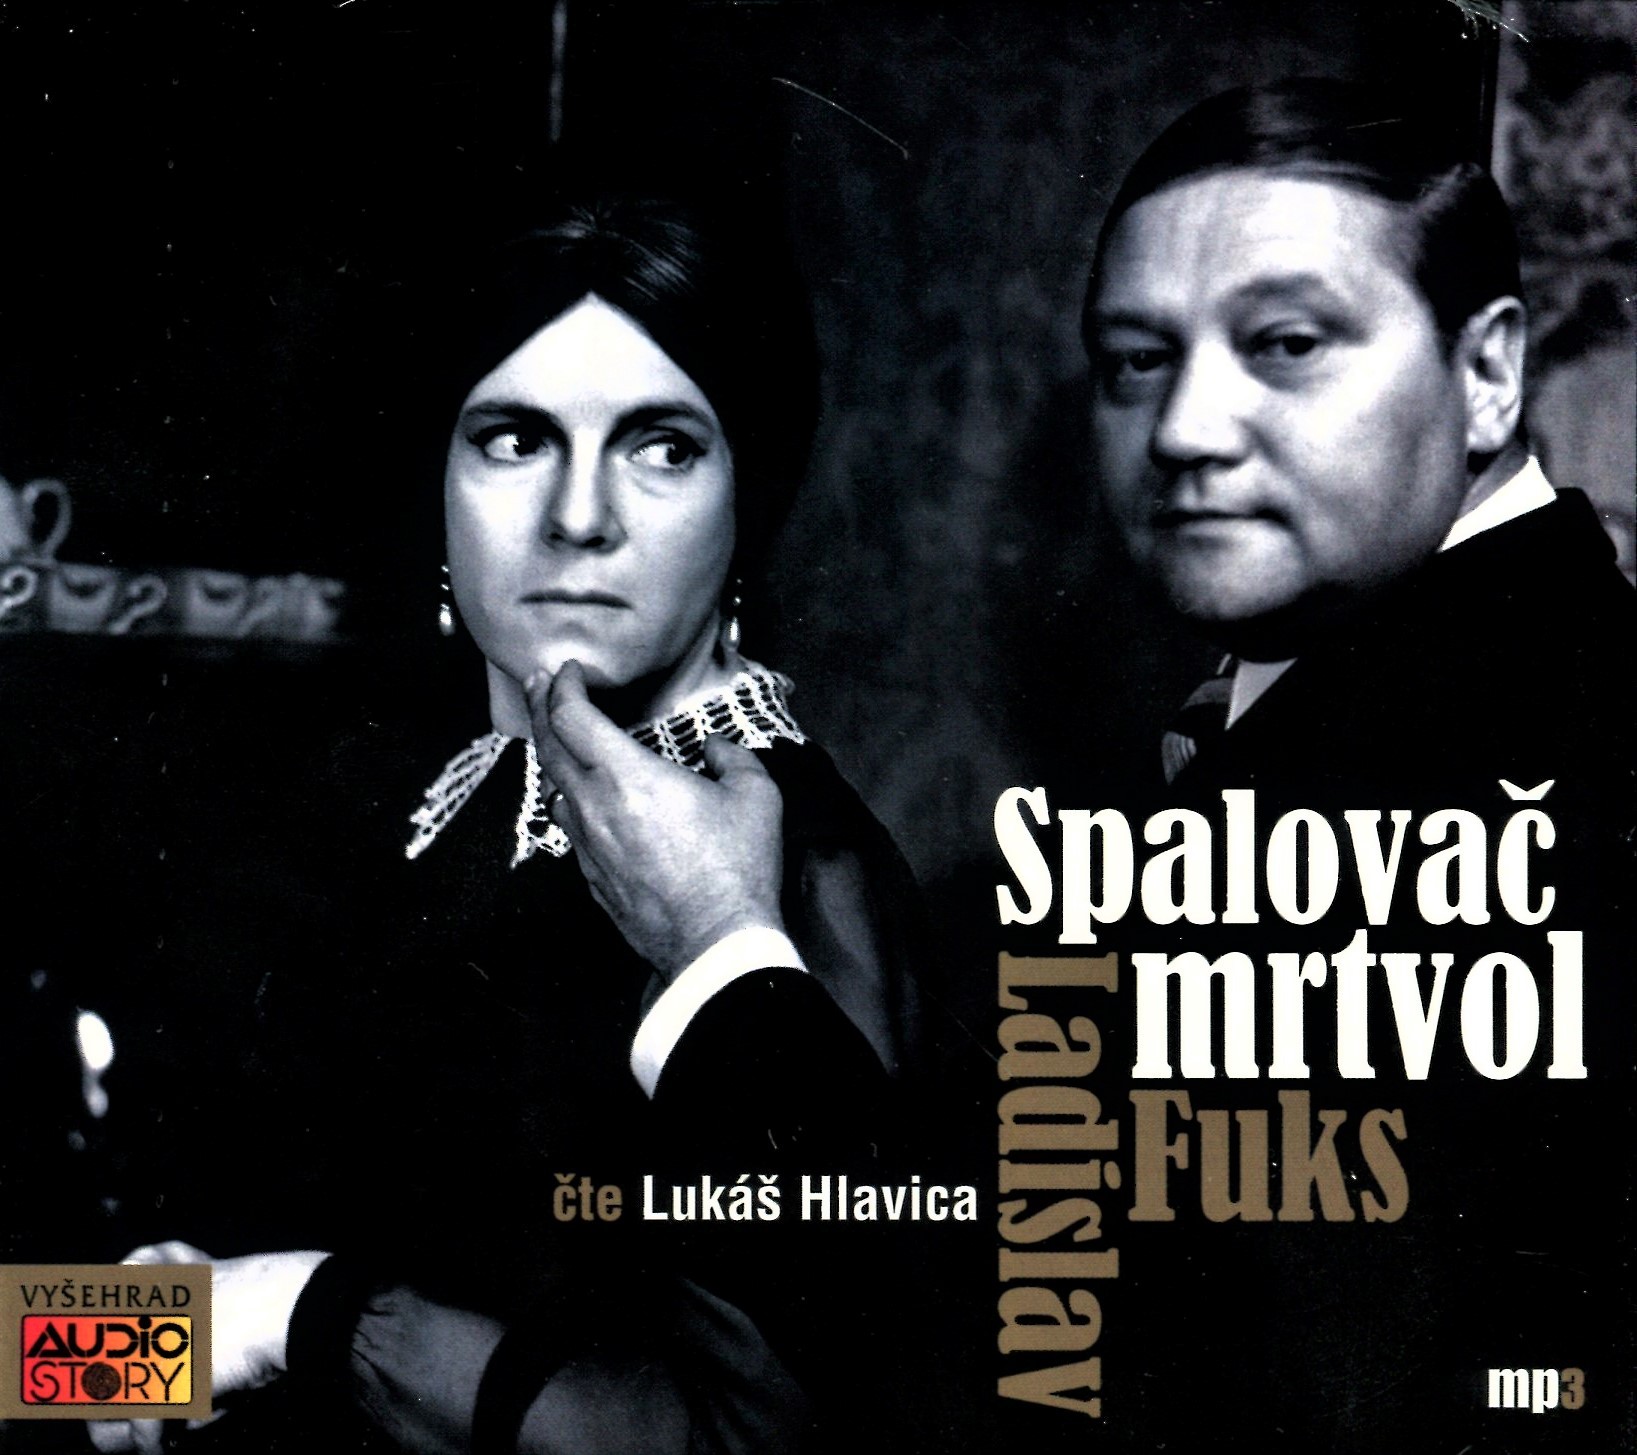 Spalovač
mrtvol
Ladislav
Fuks
čte Lukáš Hlavica
VYŠEHRAD
AUDIO
STORY
mp3